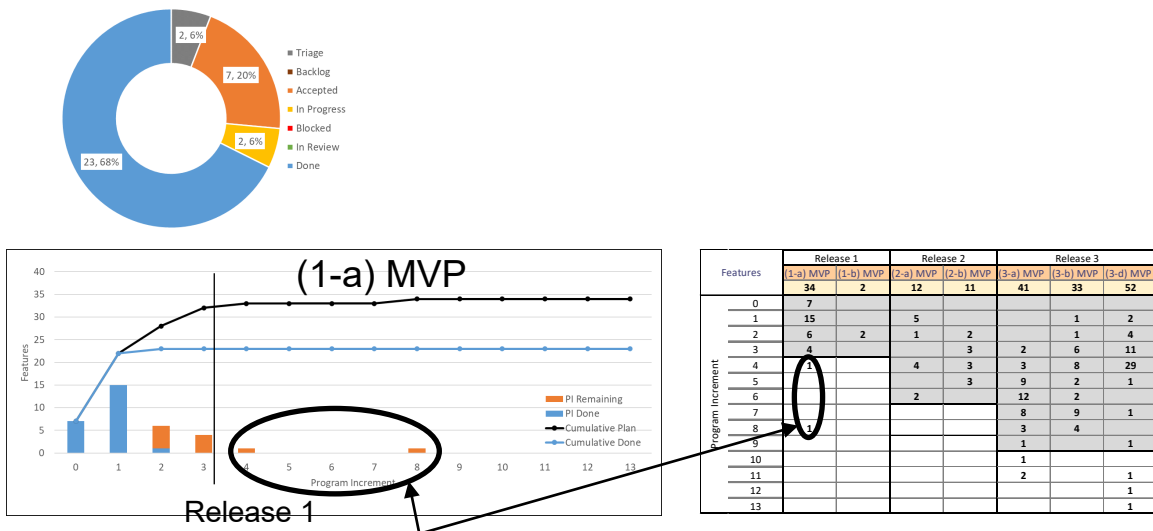 2, 6%
7, 20%
2, 6%
23, 68%
Triage
Backlog
Accepted
In Progress
Blocked
In Review
Done
(1-a) MVP
40
35
30
25
20
15
10
5
0
Features
0 1 2 3 4 5 6 7 8 9 10 11 12 13
Program Increment
PI Remaining
PI Done
Cumulative Plan
Cumulative Done
Release 1
Features Release 1 Release 2 Release 3
(1-a) MVP (1-b) MVP (2-a) MVP (2-b) MVP (3-a) MVP (3-b) MVP (3-d) MVP
34 2 12 11 41 33 52
Program Increment
0 7
1 15 5 1 2
2 6 2 1 2 1 4
3 4 3 2 6 11
4 1 4 3 3 8 29
5 3 9 2 1
6 2 12 2
7 8 9 1
8 1 3 4
9 1 1
10 1
11 2 1
12 1
13 1